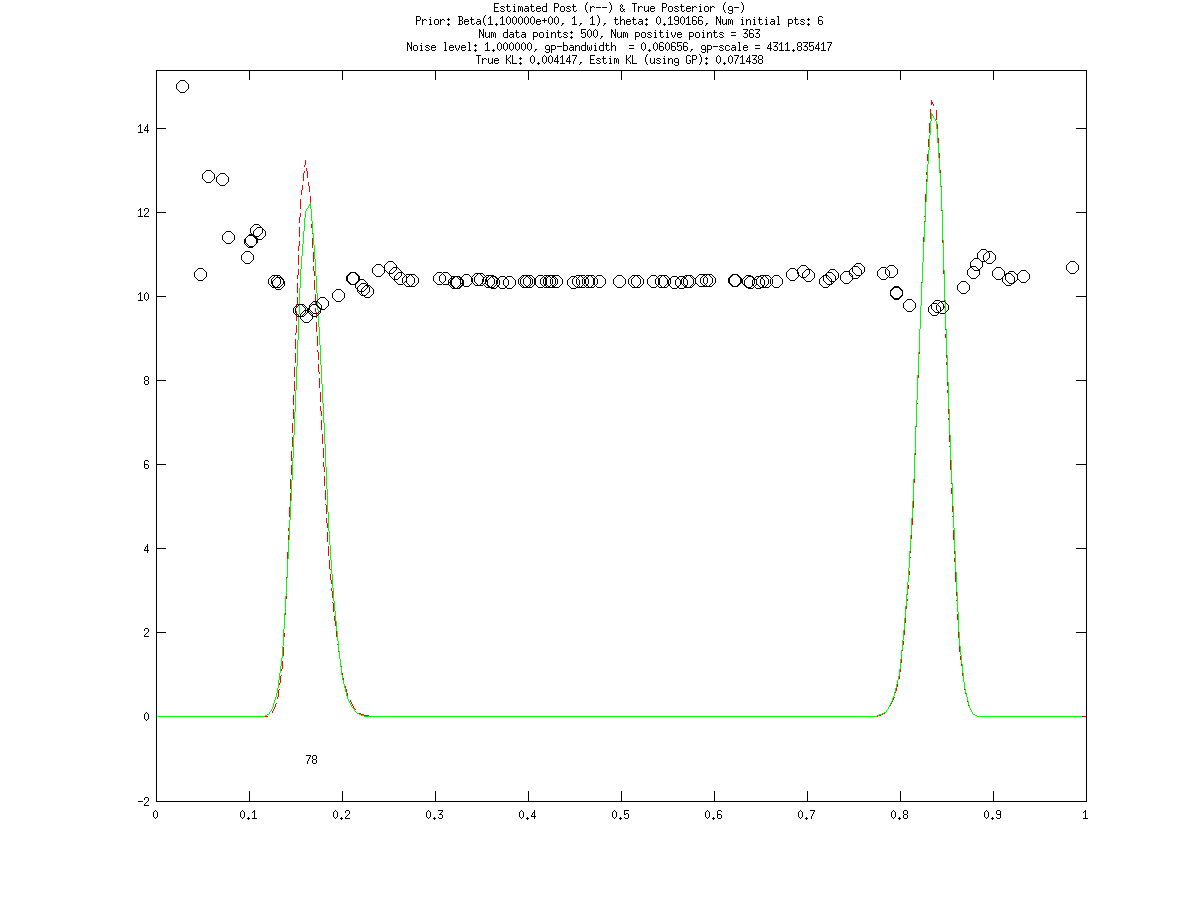 Estimated Post (r--) & True Posterior (g-)
Prior: Beta(1.100000e+00, 1, 1), theta: 0.190166, Num initial pts: 6
Num data points: 500, Num positive points = 363
Noise level: 1.000000, gp-bandwidth  = 0.060656, gp-scale = 4311.835417
True KL: 0.004147, Estim KL (using GP): 0.071438
14
12
10
8
6
4
2
0
78
-2
0 0.1 0.2 0.3 0.4 0.5 0.6 0.7 0.8 0.9 1